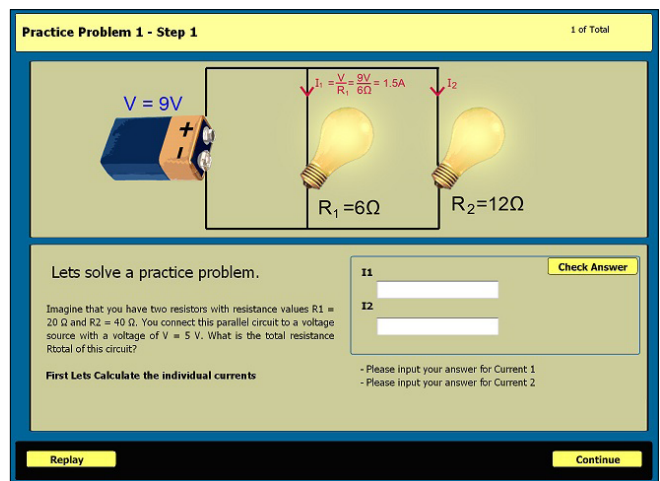 Practice Problem 1 - Step 1
1 of Total
V = 9V
+
–
I₁ = V/R₁ = 9V/6Ω = 1.5A
I₂
R₁ =6Ω
R₂=12Ω
Lets solve a practice problem.
Imagine that you have two resistors with resistance values R1 =
20 Ω and R2 = 40 Ω. You connect this parallel circuit to a voltage
source with a voltage of V = 5 V. What is the total resistance
Rtotal of this circuit?
First Lets Calculate the individual currents
I1
Check Answer
I2
- Please input your answer for Current 1
- Please input your answer for Current 2
Replay
Continue